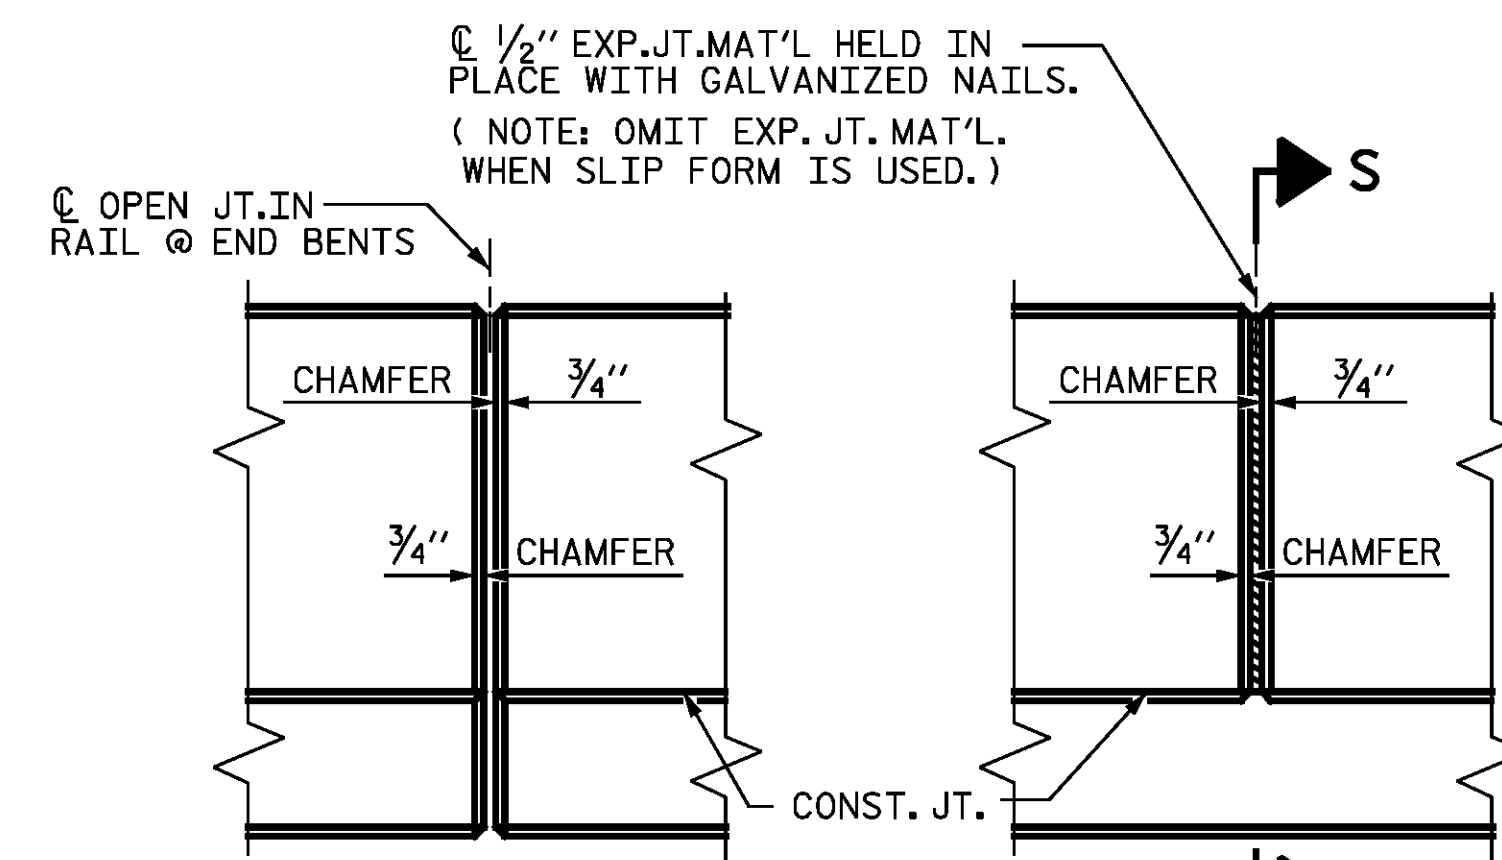 ℄ 1/2" EXP.JT.MAT'L HELD IN
PLACE WITH GALVANIZED NAILS.
( NOTE: OMIT EXP. JT. MAT'L.
WHEN SLIP FORM IS USED.)
S
℄ OPEN JT.IN
RAIL @ END BENTS
CHAMFER 3/4"
CHAMFER 3/4"
3/4" CHAMFER
3/4" CHAMFER
CONST. JT.